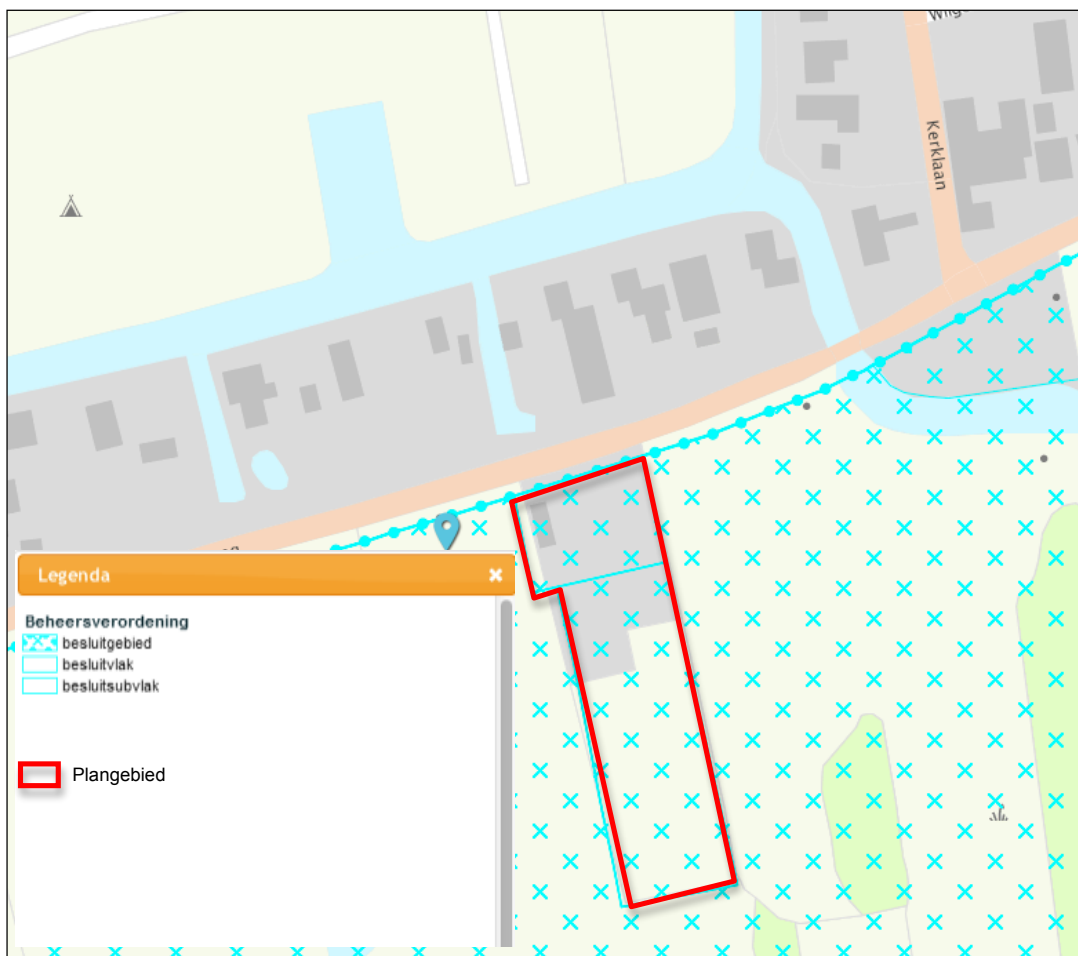 Kerklaan
Legenda
Beheersverordening
besluitgebied
besluitvlak
besluitsubvlak
Plangebied